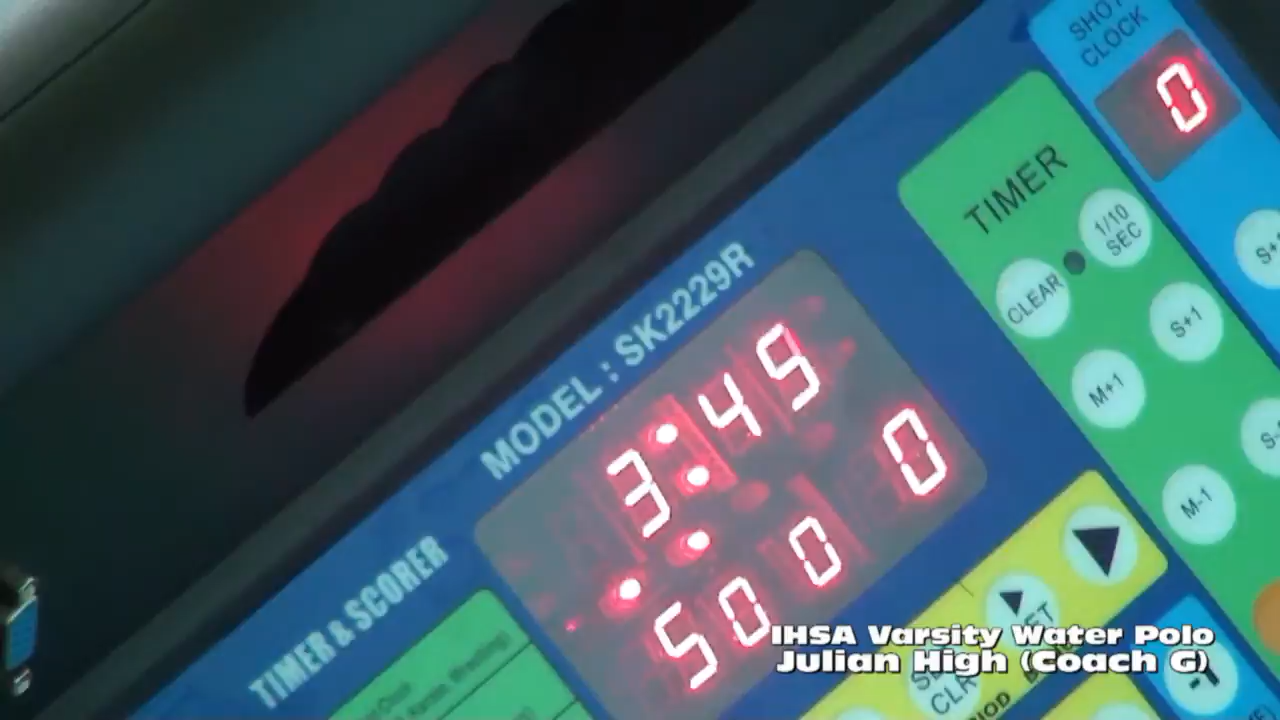 SHOT
CLOCK
0
TIMER
1/10
SEC
CLEAR
S+1
M+1
M-1
MODEL : SK2229R
3:45
50 0 0
TIMER & SCORER
IHSA Varsity Water Polo
Julian High (Coach G)